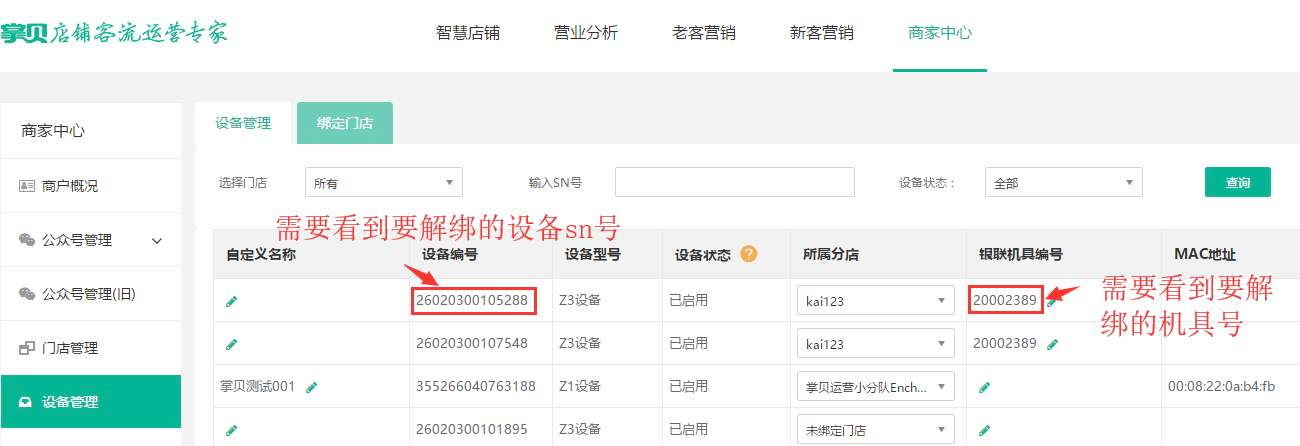 掌贝店铺客流运营专家
智慧店铺 营业分析 老客营销 新客营销 商家中心
商家中心
设备管理 绑定门店
商户概况
选择门店 所有 输入SN号 设备状态： 全部 查询
公众号管理
需要看到要解绑的设备sn号
自定义名称 设备编号 设备型号 设备状态 ? 所属分店 银联机具编号 MAC地址
公众号管理(旧)
26020300105288 Z3设备 已启用 kai123 20002389
需要看到要解
绑的机具号
门店管理
26020300107548 Z3设备 已启用 kai123 20002389
掌贝测试001 355266040763188 Z1设备 已启用 掌贝运营小分队Ench... 00:08:22:0a:b4:fb
设备管理
26020300101895 Z3设备 已启用 未绑定门店